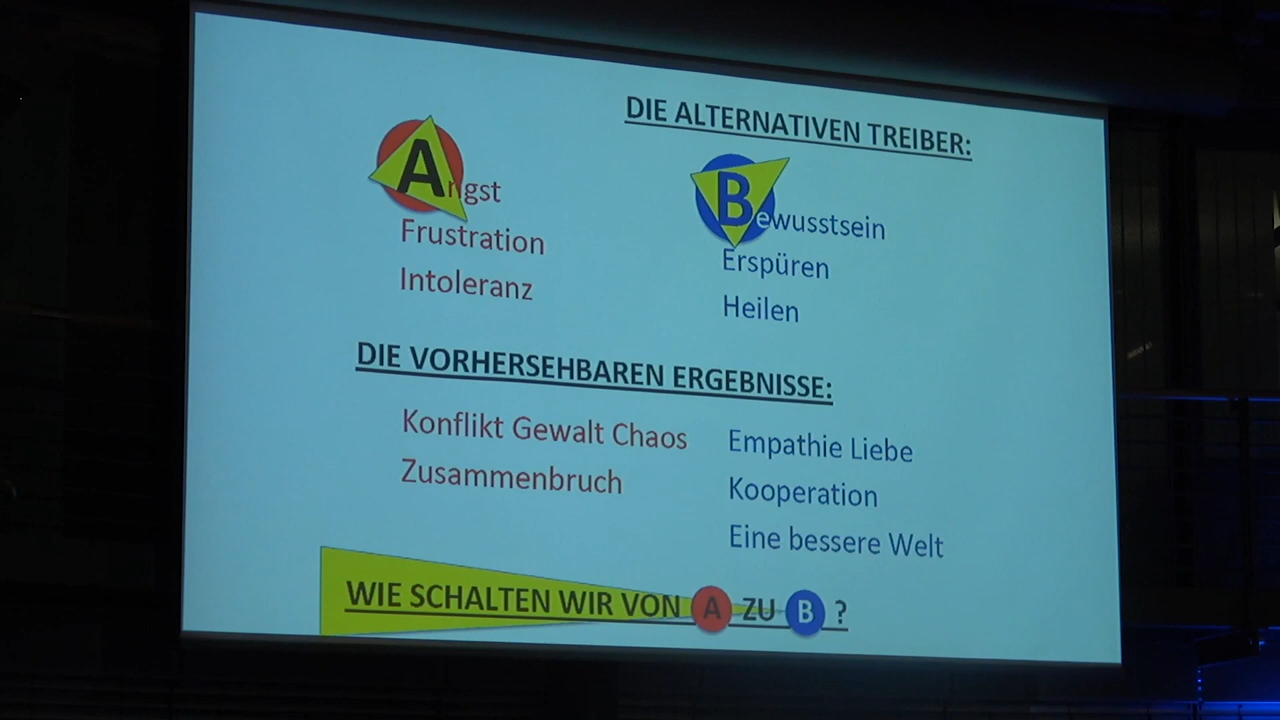 DIE ALTERNATIVEN TREIBER:
Angst
Frustration
Intoleranz
Bewusstsein
Erspüren
Heilen
DIE VORHERSEHBAREN ERGEBNISSE:
Konflikt Gewalt Chaos
Zusammenbruch
Empathie Liebe
Kooperation
Eine bessere Welt
WIE SCHALTEN WIR VON A ZU B ?